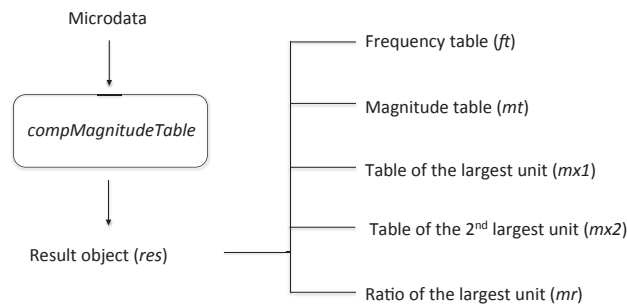 Microdata
compMagnitudeTable
Result object (res)
Frequency table (ft)
Magnitude table (mt)
Table of the largest unit (mx1)
Table of the 2nd largest unit (mx2)
Ratio of the largest unit (mr)